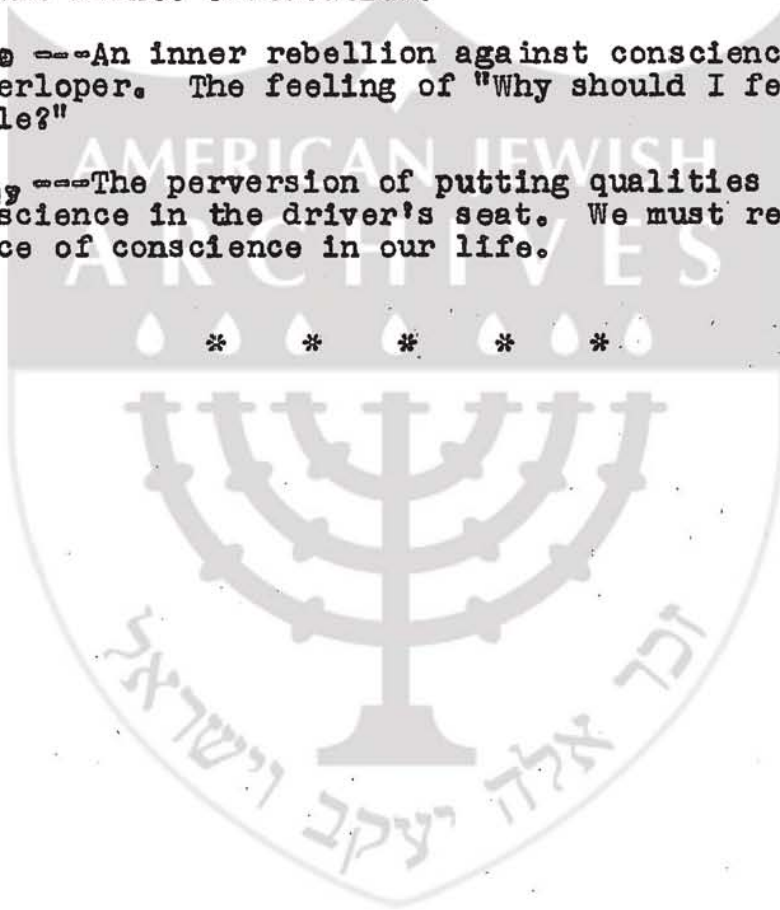 ---An inner rebellion against conscienc
erloper. The feeling of "Why should I fe
le?"
---The perversion of putting qualities
science in the driver's seat. We must re
ce of conscience in our life.
AMERICAN JEWISH
ARCHIVES
* * * * *
זכר אלה יעקב וישראל